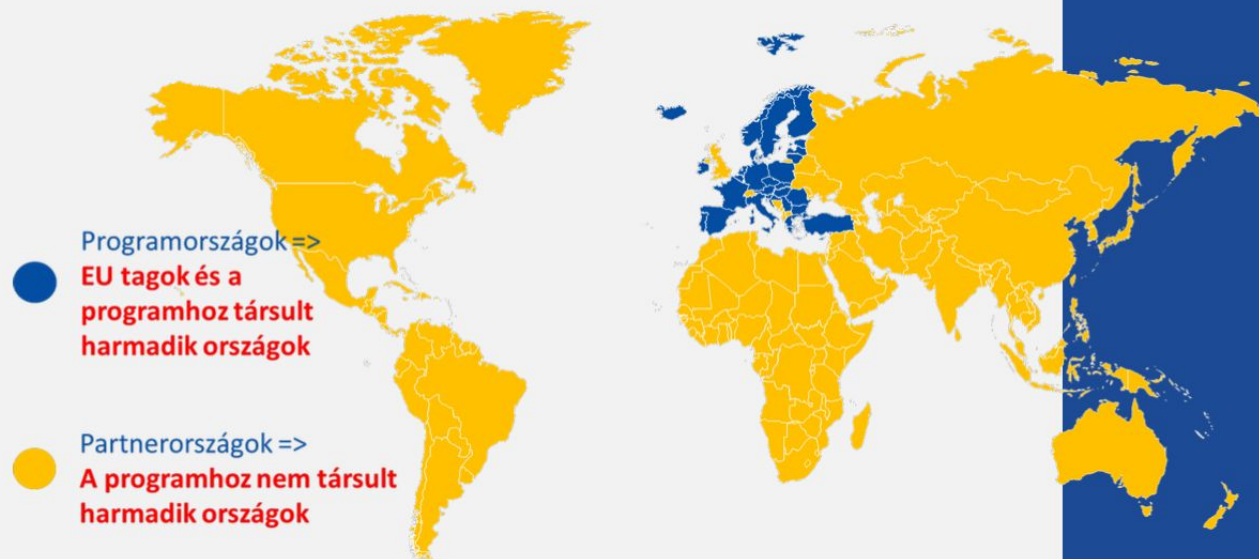 Programországok =>
EU tagok és a
programhoz társult
harmadik országok
Partnerországok =>
A programhoz nem társult
harmadik országok